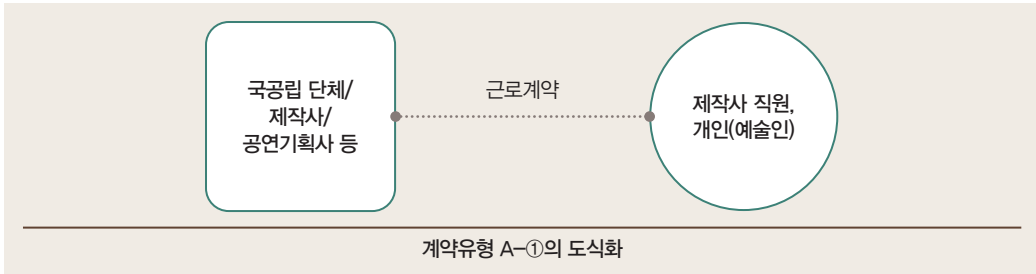 국공립 단체/
제작사/
공연기획사 등
근로계약
제작사 직원,
개인(예술인)
계약유형 A-①의 도식화